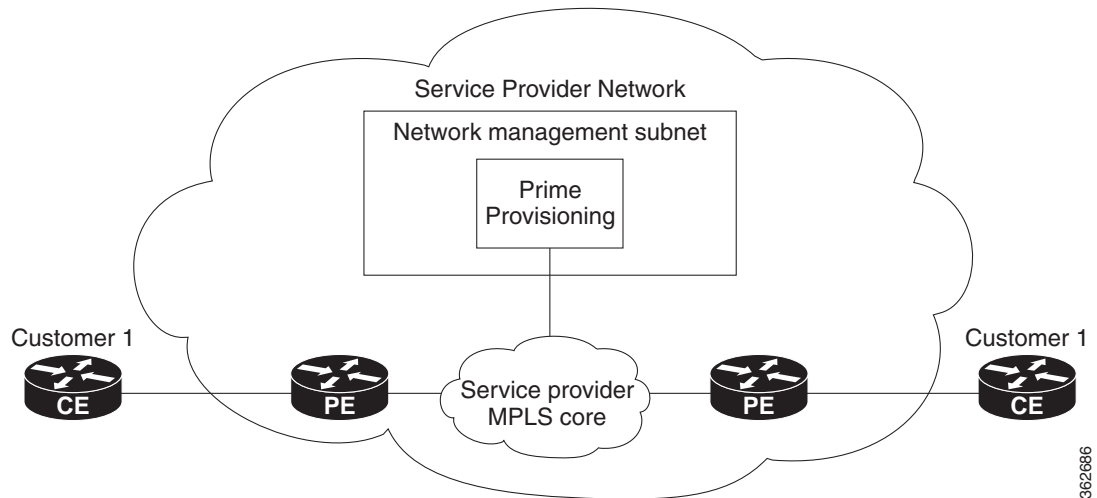 Service Provider Network
Network management subnet
Prime
Provisioning
Customer 1
Customer 1
CE
PE
Service provider
MPLS core
PE
CE
362686